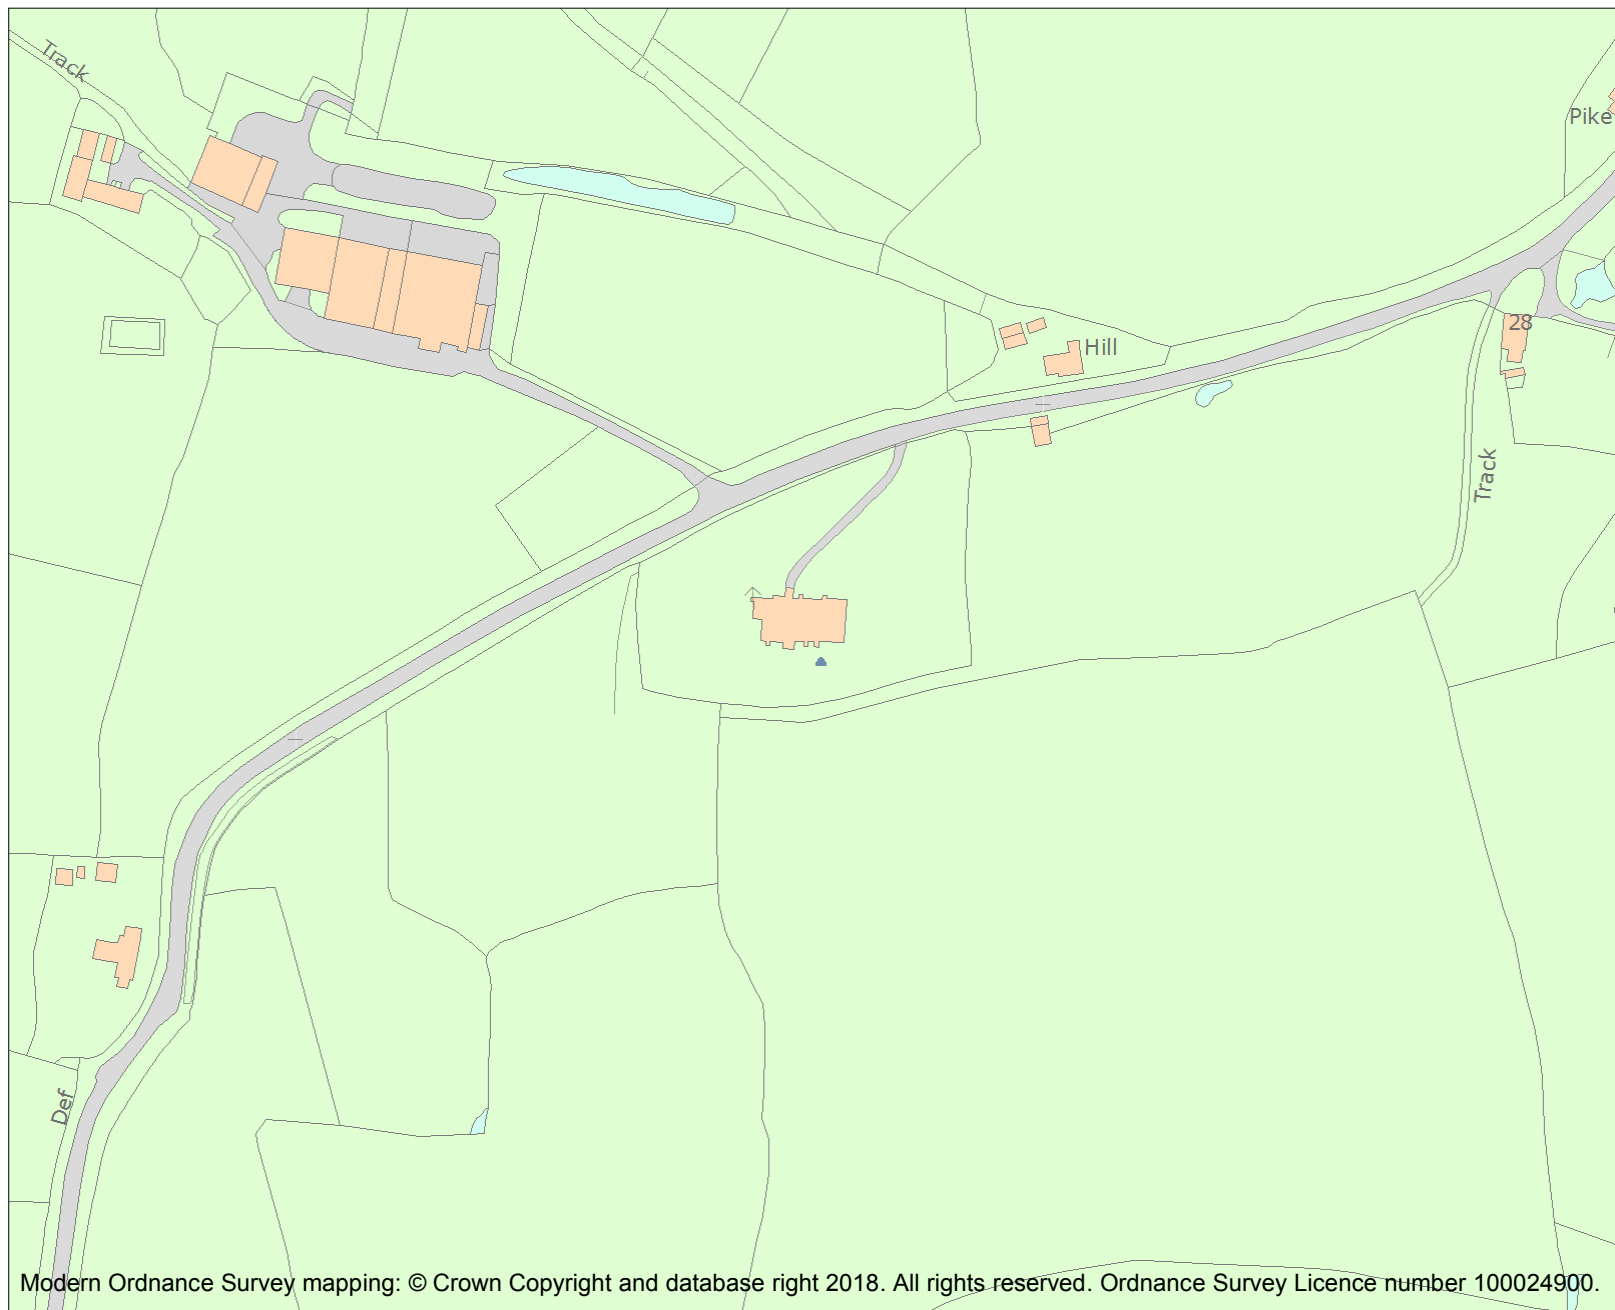 Track
Pike
28
Hill
Track
Def
Modern Ordnance Survey mapping: © Crown Copyright and database right 2018. All rights reserved. Ordnance Survey Licence number 100024900.